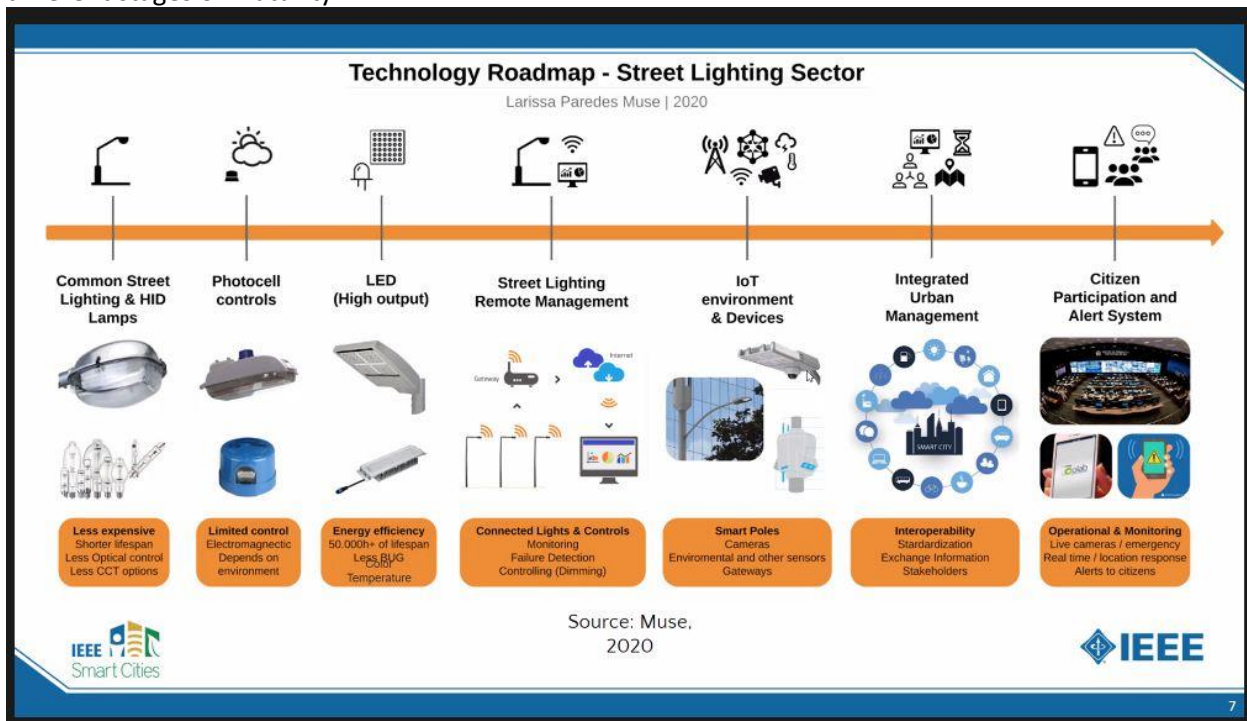 Technology Roadmap - Street Lighting Sector
Larissa Paredes Muse | 2020
Common Street
Lighting & HID
Lamps
Photocell
controls
LED
(High output)
Street Lighting
Remote Management
IoT
environment
& Devices
Integrated
Urban
Management
Citizen
Participation and
Alert System
Gateway
Internet
SMART CITY
Less expensive
Shorter lifespan
Less Optical control
Less CCT options
Limited control
Electromagnectic
Depends on
environment
Energy efficiency
50.000h+ of lifespan
Less BUG
Color
Temperature
Connected Lights & Controls
Monitoring
Failure Detection
Controlling (Dimming)
Smart Poles
Cameras
Enviromental and other sensors
Gateways
Interoperability
Stardardization
Exchange Information
Stakeholders
Operational & Monitoring
Live cameras / emergency
Real time / location response
Alerts to citizens
Source: Muse,
2020
IEEE
Smart Cities
IEEE
7